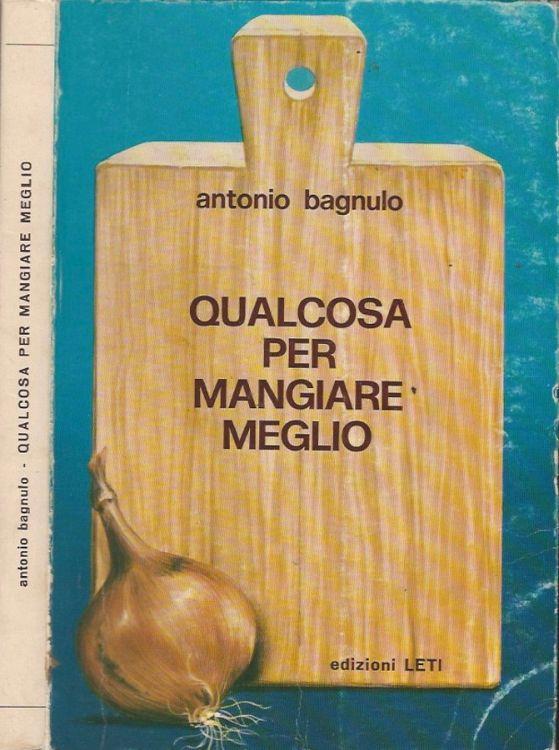 antonio bagnulo - QUALCOSA PER MANGIARE MEGLIO
antonio bagnulo
QUALCOSA
PER
MANGIARE
MEGLIO
edizioni LETI